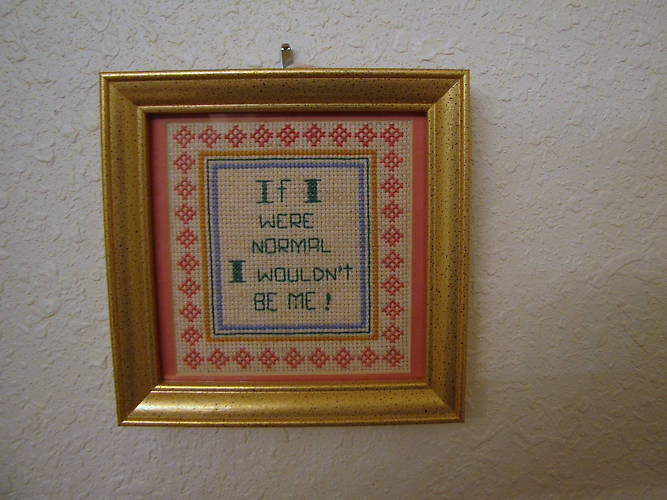 If I
WERE
NORMAL
I WOULDN't
BE ME!